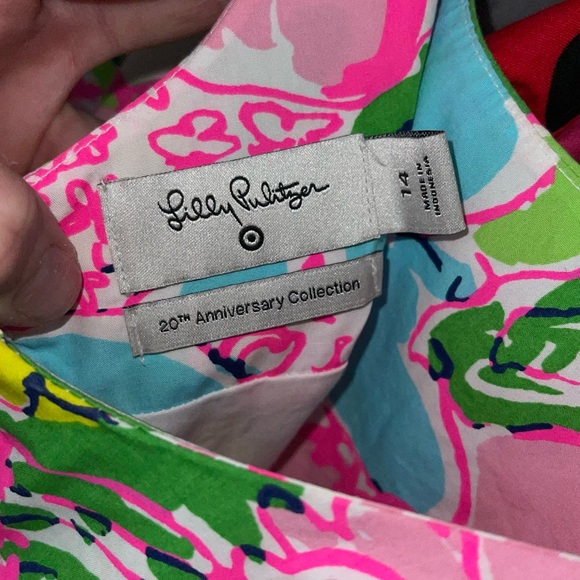 Lilly Pulitzer
20TH Anniversary Collection
14
MADE IN
INDONESIA